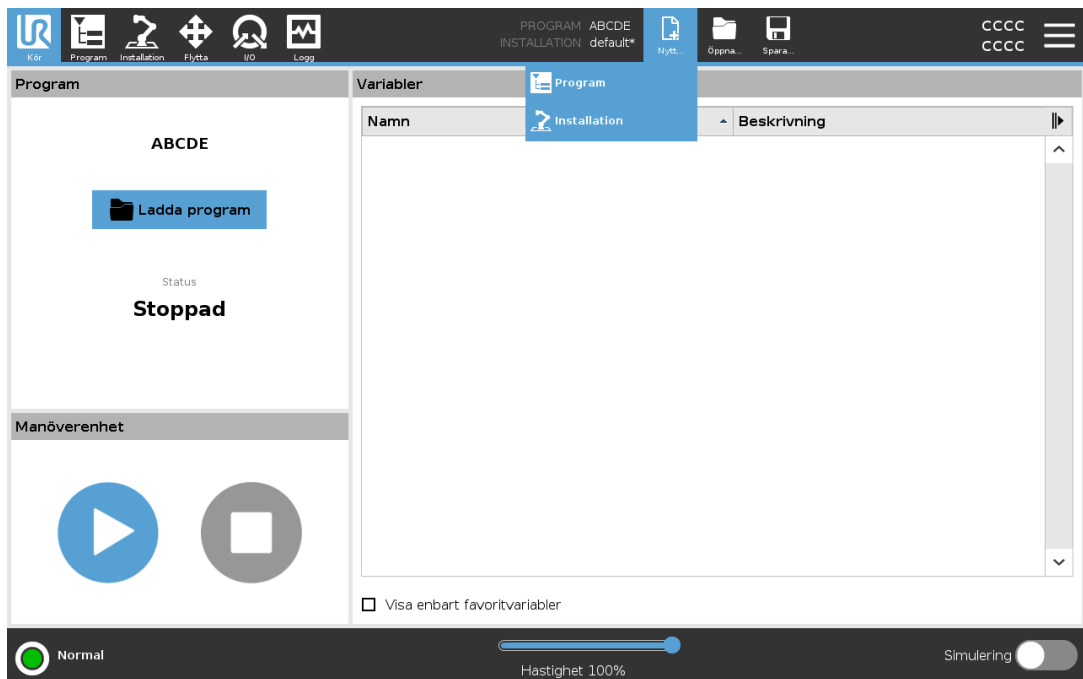 Kör Program Installation Flytta I/O Logg
PROGRAM ABCDE
INSTALLATION default*
Nytt... Öppna... Spara...
CCCC
CCCC
Program
Installation
Program
ABCDE
Ladda program
Status
Stoppad
Manöverenhet
Variabler
Namn Beskrivning
Visa enbart favoritvariabler
Normal
Hastighet 100%
Simulering